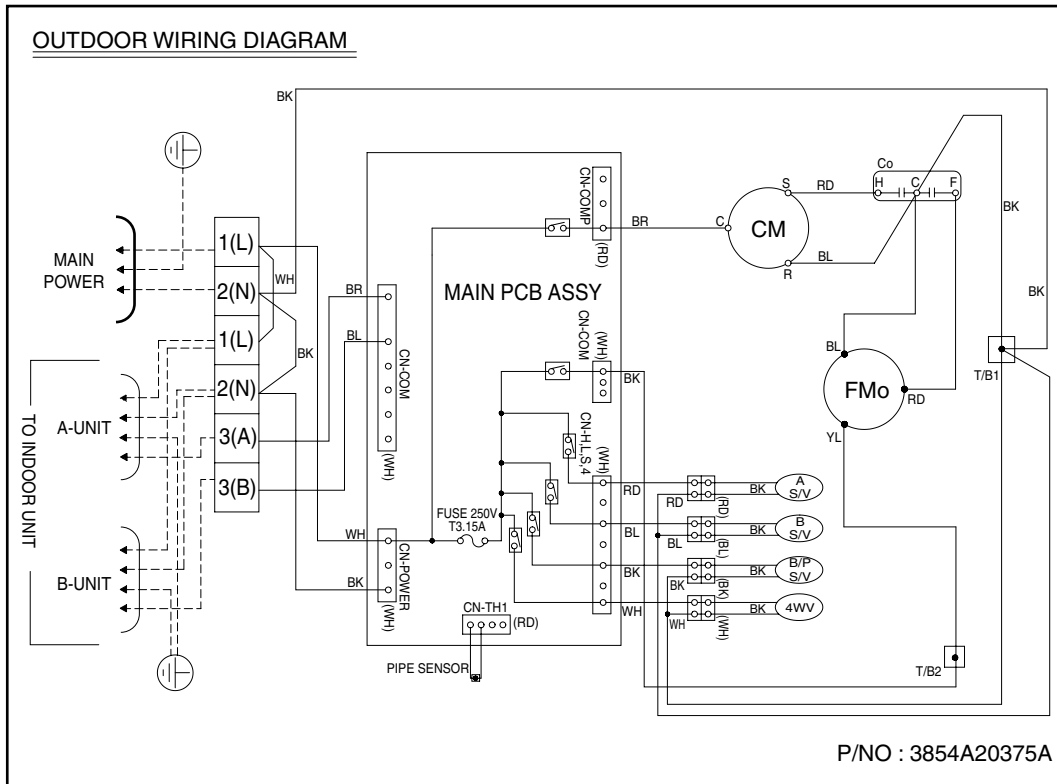 OUTDOOR WIRING DIAGRAM
BK
MAIN
POWER
1(L)
2(N)
1(L)
2(N)
3(A)
3(B)
WH
BK
TO INDOOR UNIT
A-UNIT
B-UNIT
BR
BL
CN-COM
(WH)
WH
BK
CN-POWER
(WH)
MAIN PCB ASSY
FUSE 250V
T3.15A
CN-TH1
(RD)
PIPE SENSOR
CN-COMP
(RD)
BR
CN-COM
(WH)
BK
CN-H,L,S,4
(WH)
RD
BL
BK
WH
RD
BL
BK
WH
(RD)
(BL)
(BK)
(WH)
BK
BK
BK
BK
A
S/V
B
S/V
B/P
S/V
4WV
C
S
R
CM
RD
BL
Co
H
C
F
BK
BK
BL
FMo
RD
YL
T/B1
T/B2
P/NO : 3854A20375A